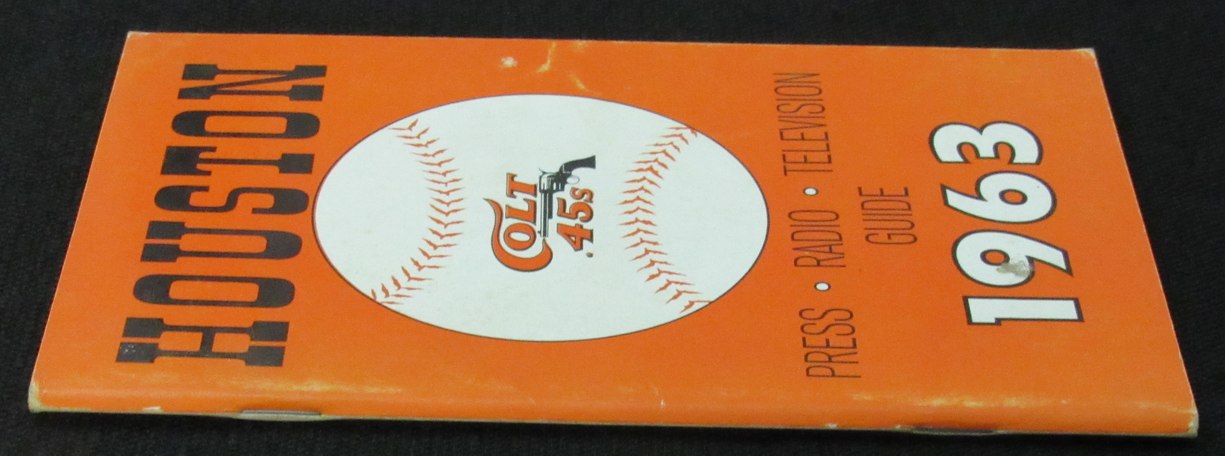 HOUSTON
COLT
.45s
PRESS • RADIO • TELEVISION
GUIDE
1963